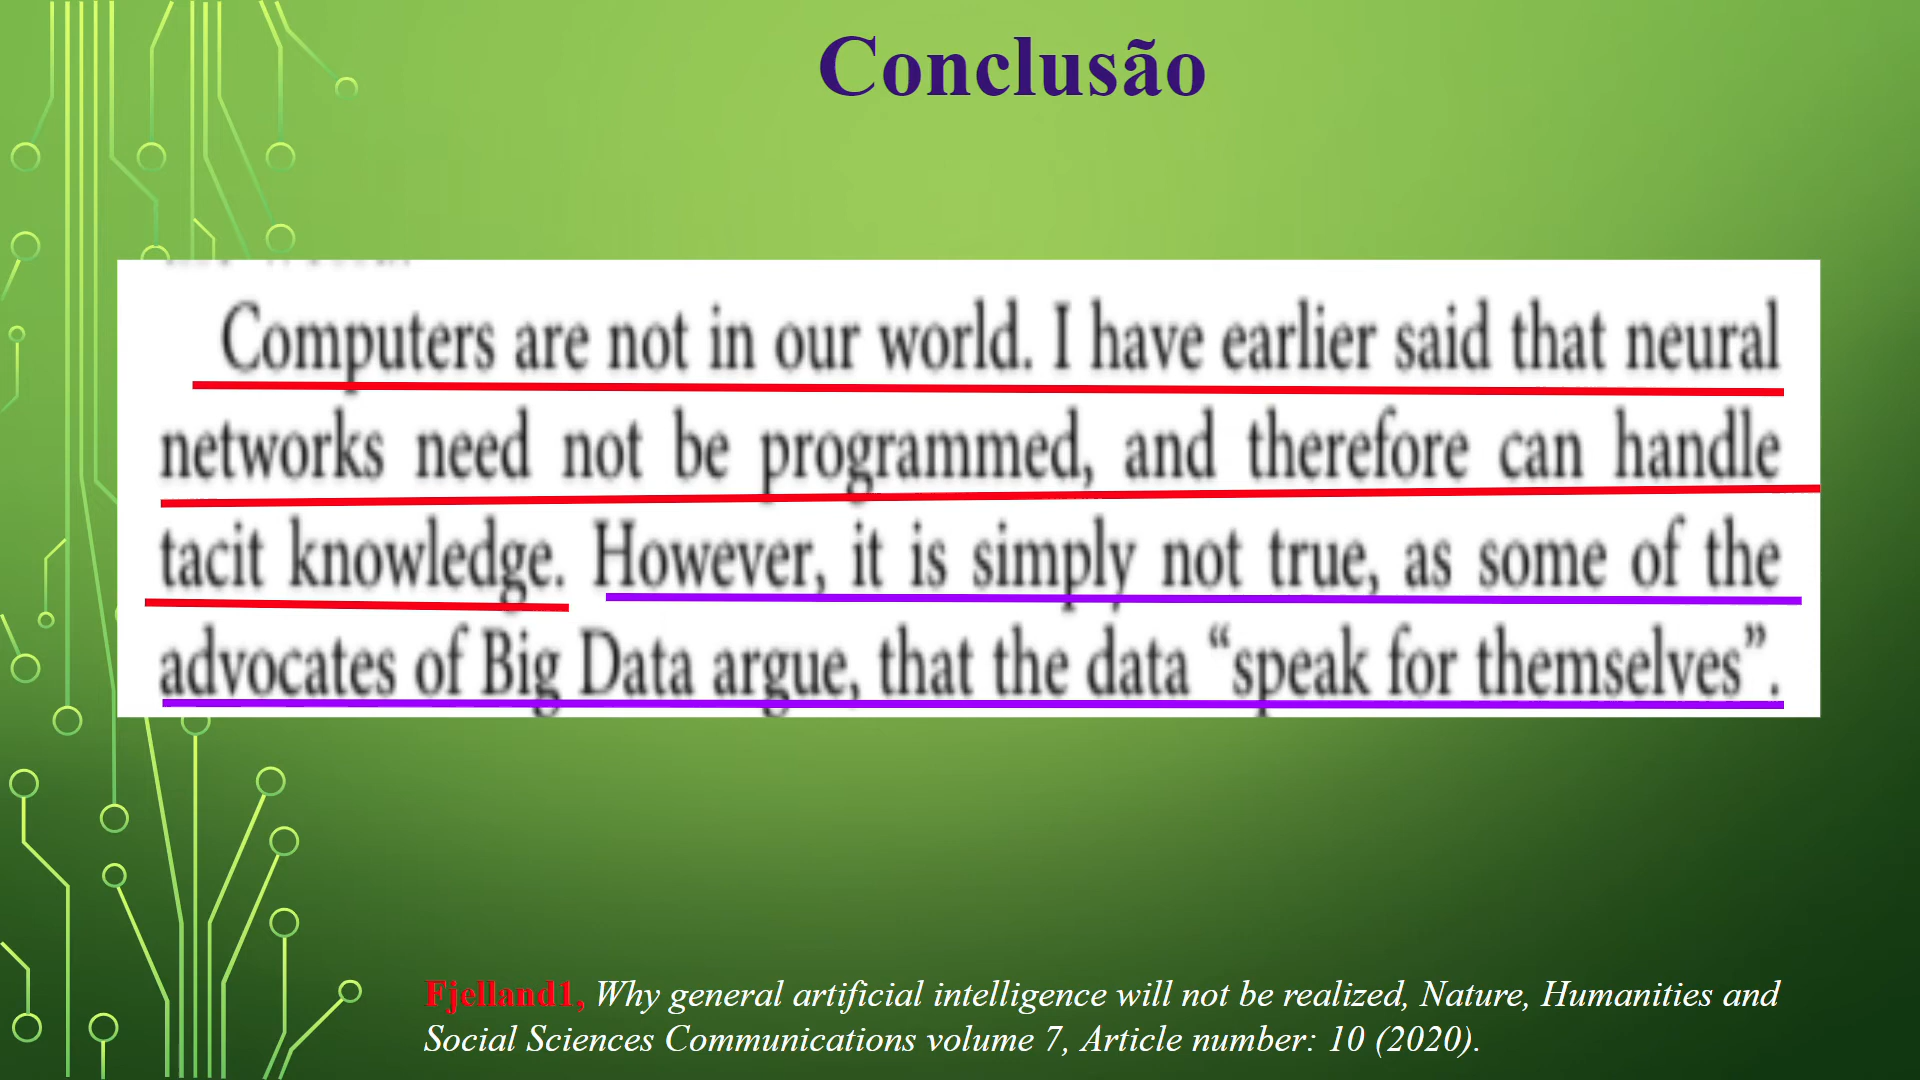 Conclusão
Computers are not in our world. I have earlier said that neural
networks need not be programmed, and therefore can handle
tacit knowledge. However, it is simply not true, as some of the
advocates of Big Data argue, that the data “speak for themselves”.
Fjelland1, Why general artificial intelligence will not be realized, Nature, Humanities and
Social Sciences Communications volume 7, Article number: 10 (2020).